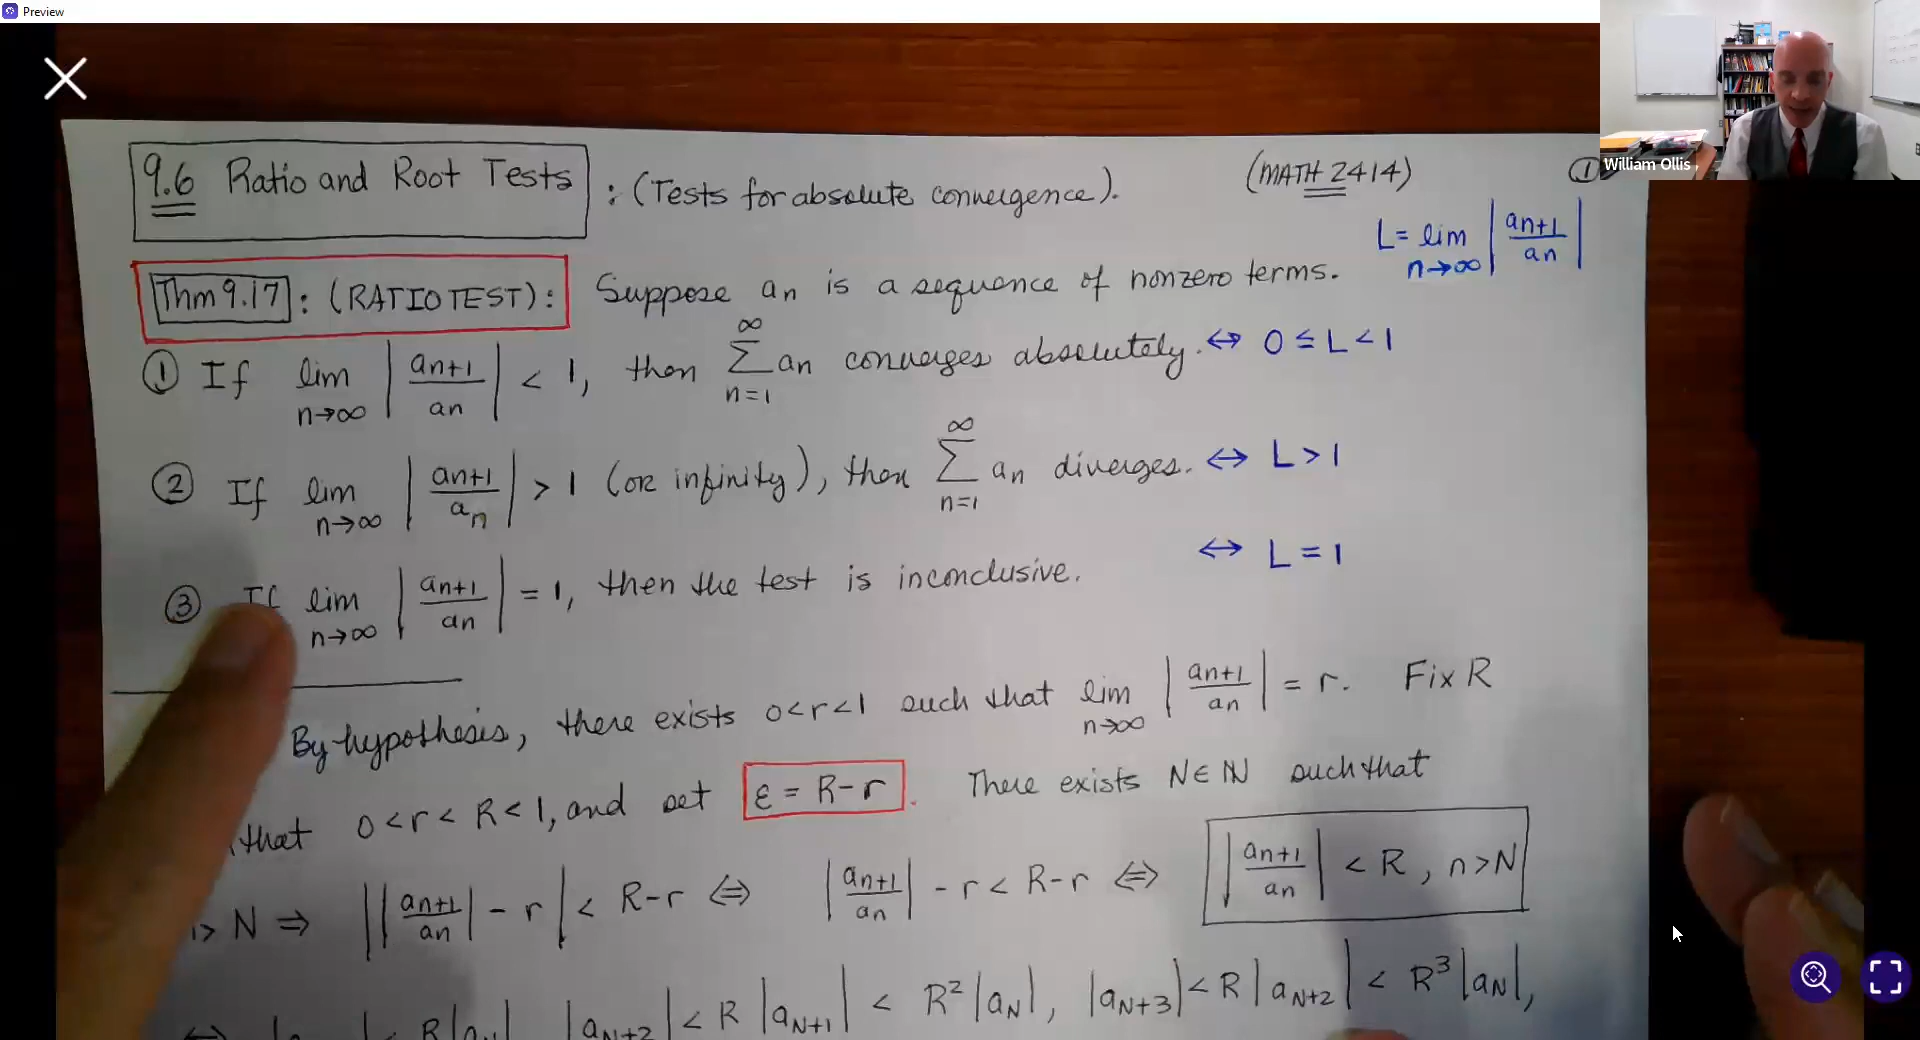 Preview
William Ollis
9.6 Ratio and Root Tests : (Tests for absolute convergence). (MATH 2414) ①
L = lim n→∞ |an+1 / an|
Thm 9.17 : (RATIO TEST): Suppose an is a sequence of nonzero terms.
① If lim n→∞ |an+1 / an| < 1, then ∑ n=1 ∞ an converges absolutely. ⇔ 0 ≤ L < 1
② If lim n→∞ |an+1 / an| > 1 (or infinity), then ∑ n=1 ∞ an diverges. ⇔ L > 1
③ If lim n→∞ |an+1 / an| = 1, then the test is inconclusive. ⇔ L = 1
By hypothesis, there exists 0<r<1 such that lim n→∞ |an+1 / an| = r. Fix R
that 0<r<R<1, and set ε = R-r. There exists N∈ℕ such that
> N ⇒ ||an+1 / an| - r| < R-r ⇔ |an+1 / an| - r < R-r ⇔ |an+1 / an| < R, n>N
|aN+2| < R |aN+1| < R² |aN|, |aN+3| < R |aN+2| < R³ |aN|,